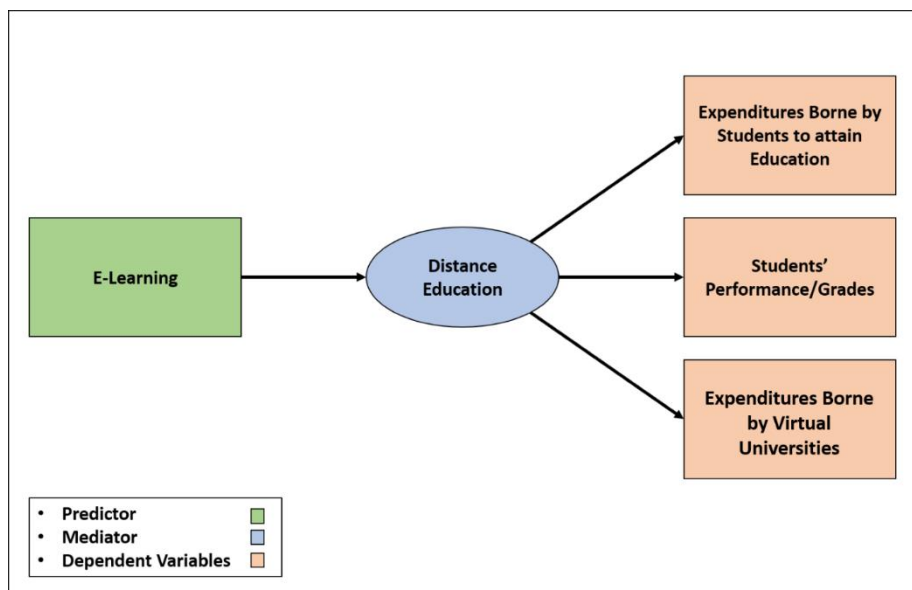 Expenditures Borne by
Students to attain
Education
E-Learning
Distance
Education
Students’
Performance/Grades
Expenditures Borne
by Virtual
Universities
• Predictor
• Mediator
• Dependent Variables